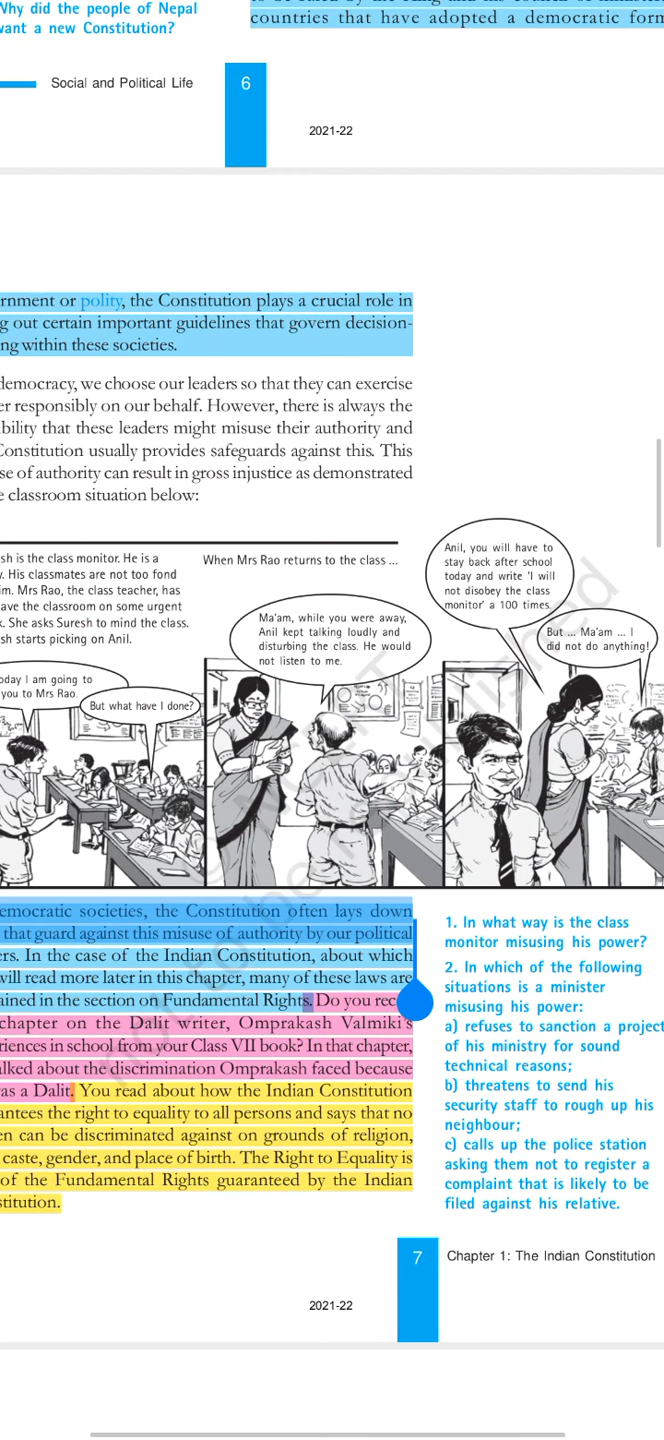 Why did the people of Nepal
want a new Constitution?
countries that have adopted a democratic form
Social and Political Life
6
2021-22
rnment or polity, the Constitution plays a crucial role in
g out certain important guidelines that govern decision-
ng within these societies.
democracy, we choose our leaders so that they can exercise
er responsibly on our behalf. However, there is always the
bility that these leaders might misuse their authority and
Constitution usually provides safeguards against this. This
se of authority can result in gross injustice as demonstrated
e classroom situation below:
sh is the class monitor. He is a
y. His classmates are not too fond
im. Mrs Rao, the class teacher, has
ave the classroom on some urgent
k. She asks Suresh to mind the class.
sh starts picking on Anil.
oday I am going to
you to Mrs Rao.
But what have I done?
When Mrs Rao returns to the class ...
Ma'am, while you were away,
Anil kept talking loudly and
disturbing the class. He would
not listen to me.
Anil, you will have to
stay back after school
today and write 'I will
not disobey the class
monitor' a 100 times.
But ... Ma'am ... I
did not do anything!
emocratic societies, the Constitution often lays down
that guard against this misuse of authority by our political
ers. In the case of the Indian Constitution, about which
will read more later in this chapter, many of these laws are
ained in the section on Fundamental Rights. Do you rec
chapter on the Dalit writer, Omprakash Valmiki's
riences in school from your Class VII book? In that chapter,
alked about the discrimination Omprakash faced because
as a Dalit. You read about how the Indian Constitution
antees the right to equality to all persons and says that no
en can be discriminated against on grounds of religion,
caste, gender, and place of birth. The Right to Equality is
of the Fundamental Rights guaranteed by the Indian
stitution.
1. In what way is the class
monitor misusing his power?
2. In which of the following
situations is a minister
misusing his power:
a) refuses to sanction a project
of his ministry for sound
technical reasons;
b) threatens to send his
security staff to rough up his
neighbour;
c) calls up the police station
asking them not to register a
complaint that is likely to be
filed against his relative.
7
Chapter 1: The Indian Constitution
2021-22